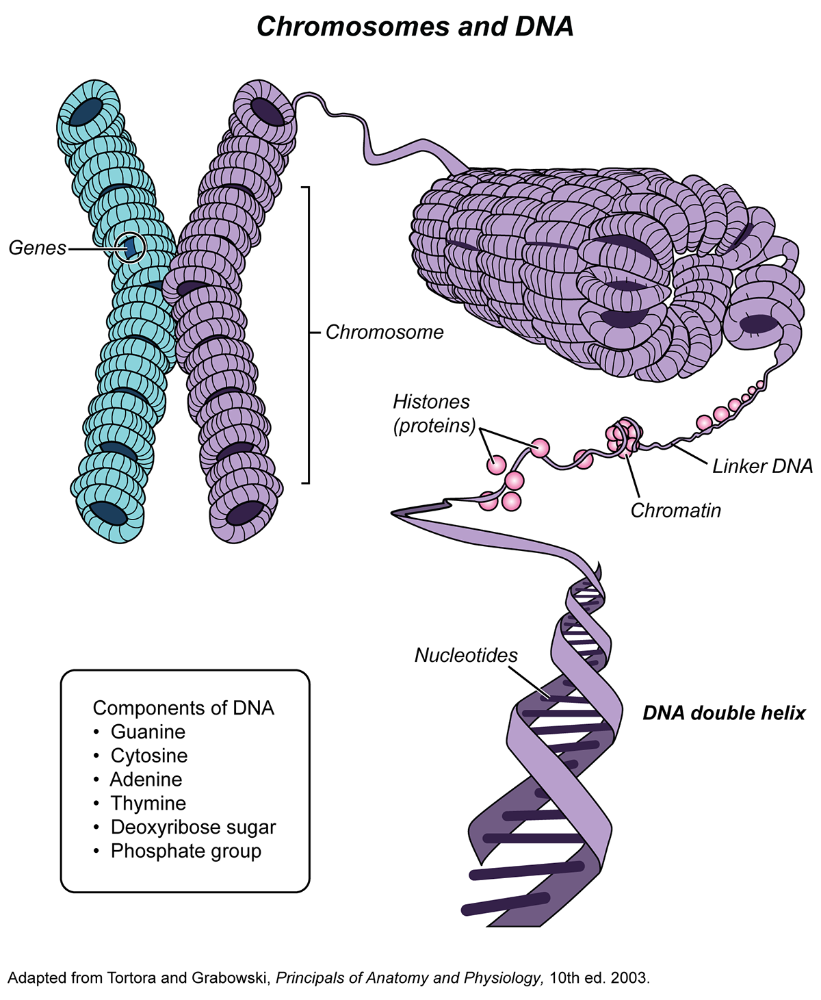 Chromosomes and DNA
Genes
Chromosome
Histones
(proteins)
Linker DNA
Chromatin
Nucleotides
DNA double helix
Components of DNA
• Guanine
• Cytosine
• Adenine
• Thymine
• Deoxyribose sugar
• Phosphate group
Adapted from Tortora and Grabowski, Principals of Anatomy and Physiology, 10th ed. 2003.